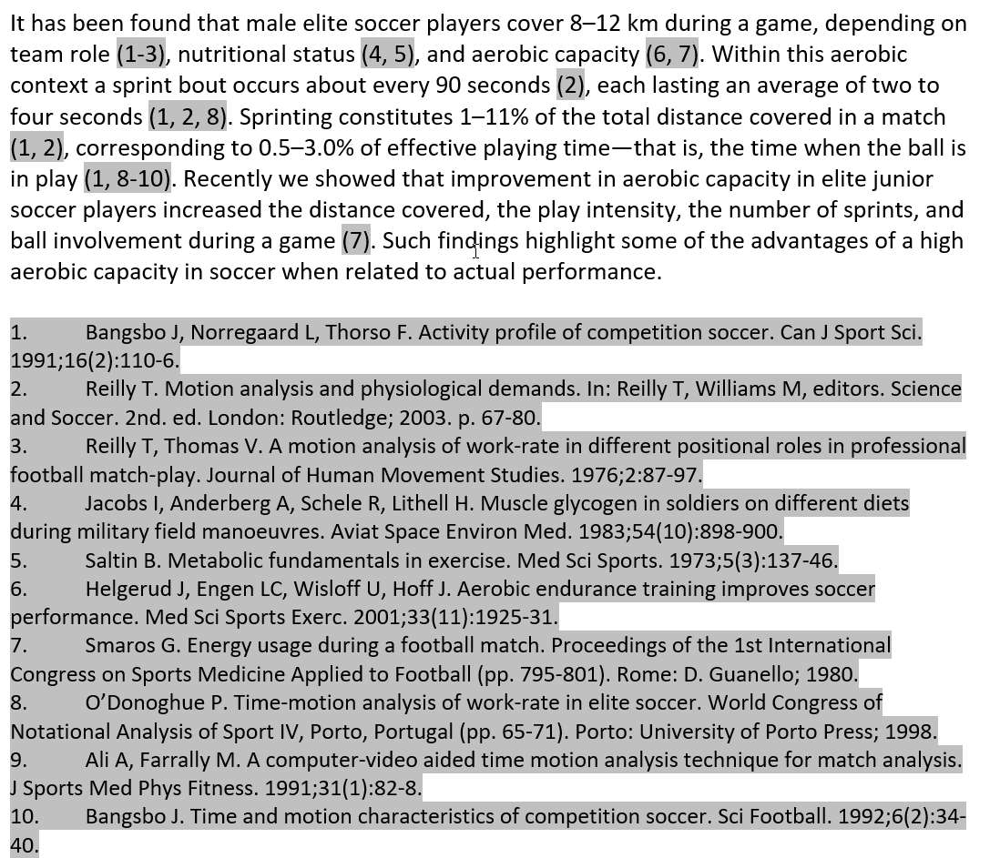 It has been found that male elite soccer players cover 8–12 km during a game, depending on
team role (1-3), nutritional status (4, 5), and aerobic capacity (6, 7). Within this aerobic
context a sprint bout occurs about every 90 seconds (2), each lasting an average of two to
four seconds (1, 2, 8). Sprinting constitutes 1–11% of the total distance covered in a match
(1, 2), corresponding to 0.5–3.0% of effective playing time—that is, the time when the ball is
in play (1, 8-10). Recently we showed that improvement in aerobic capacity in elite junior
soccer players increased the distance covered, the play intensity, the number of sprints, and
ball involvement during a game (7). Such findings highlight some of the advantages of a high
aerobic capacity in soccer when related to actual performance.
1. Bangsbo J, Norregaard L, Thorso F. Activity profile of competition soccer. Can J Sport Sci.
1991;16(2):110-6.
2. Reilly T. Motion analysis and physiological demands. In: Reilly T, Williams M, editors. Science
and Soccer. 2nd. ed. London: Routledge; 2003. p. 67-80.
3. Reilly T, Thomas V. A motion analysis of work-rate in different positional roles in professional
football match-play. Journal of Human Movement Studies. 1976;2:87-97.
4. Jacobs I, Anderberg A, Schele R, Lithell H. Muscle glycogen in soldiers on different diets
during military field manoeuvres. Aviat Space Environ Med. 1983;54(10):898-900.
5. Saltin B. Metabolic fundamentals in exercise. Med Sci Sports. 1973;5(3):137-46.
6. Helgerud J, Engen LC, Wisloff U, Hoff J. Aerobic endurance training improves soccer
performance. Med Sci Sports Exerc. 2001;33(11):1925-31.
7. Smaros G. Energy usage during a football match. Proceedings of the 1st International
Congress on Sports Medicine Applied to Football (pp. 795-801). Rome: D. Guanello; 1980.
8. O’Donoghue P. Time-motion analysis of work-rate in elite soccer. World Congress of
Notational Analysis of Sport IV, Porto, Portugal (pp. 65-71). Porto: University of Porto Press; 1998.
9. Ali A, Farrally M. A computer-video aided time motion analysis technique for match analysis.
J Sports Med Phys Fitness. 1991;31(1):82-8.
10. Bangsbo J. Time and motion characteristics of competition soccer. Sci Football. 1992;6(2):34-
40.